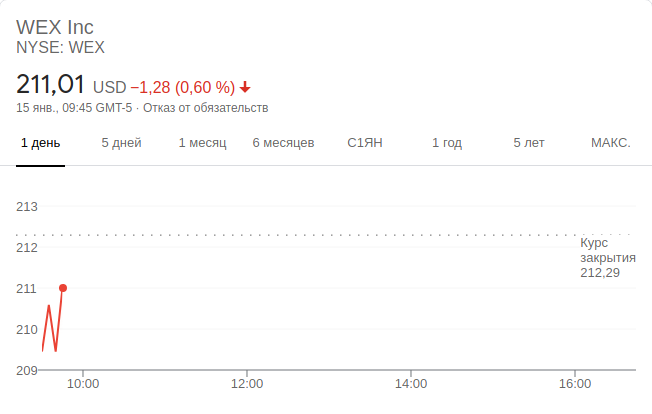 WEX Inc
NYSE: WEX
211,01 USD −1,28 (0,60 %)
15 янв., 09:45 GMT-5 · Отказ от обязательств
1 день 5 дней 1 месяц 6 месяцев С1ЯН 1 год 5 лет МАКС.
213
212
211
210
209
Курс
закрытия
212,29
10:00 12:00 14:00 16:00